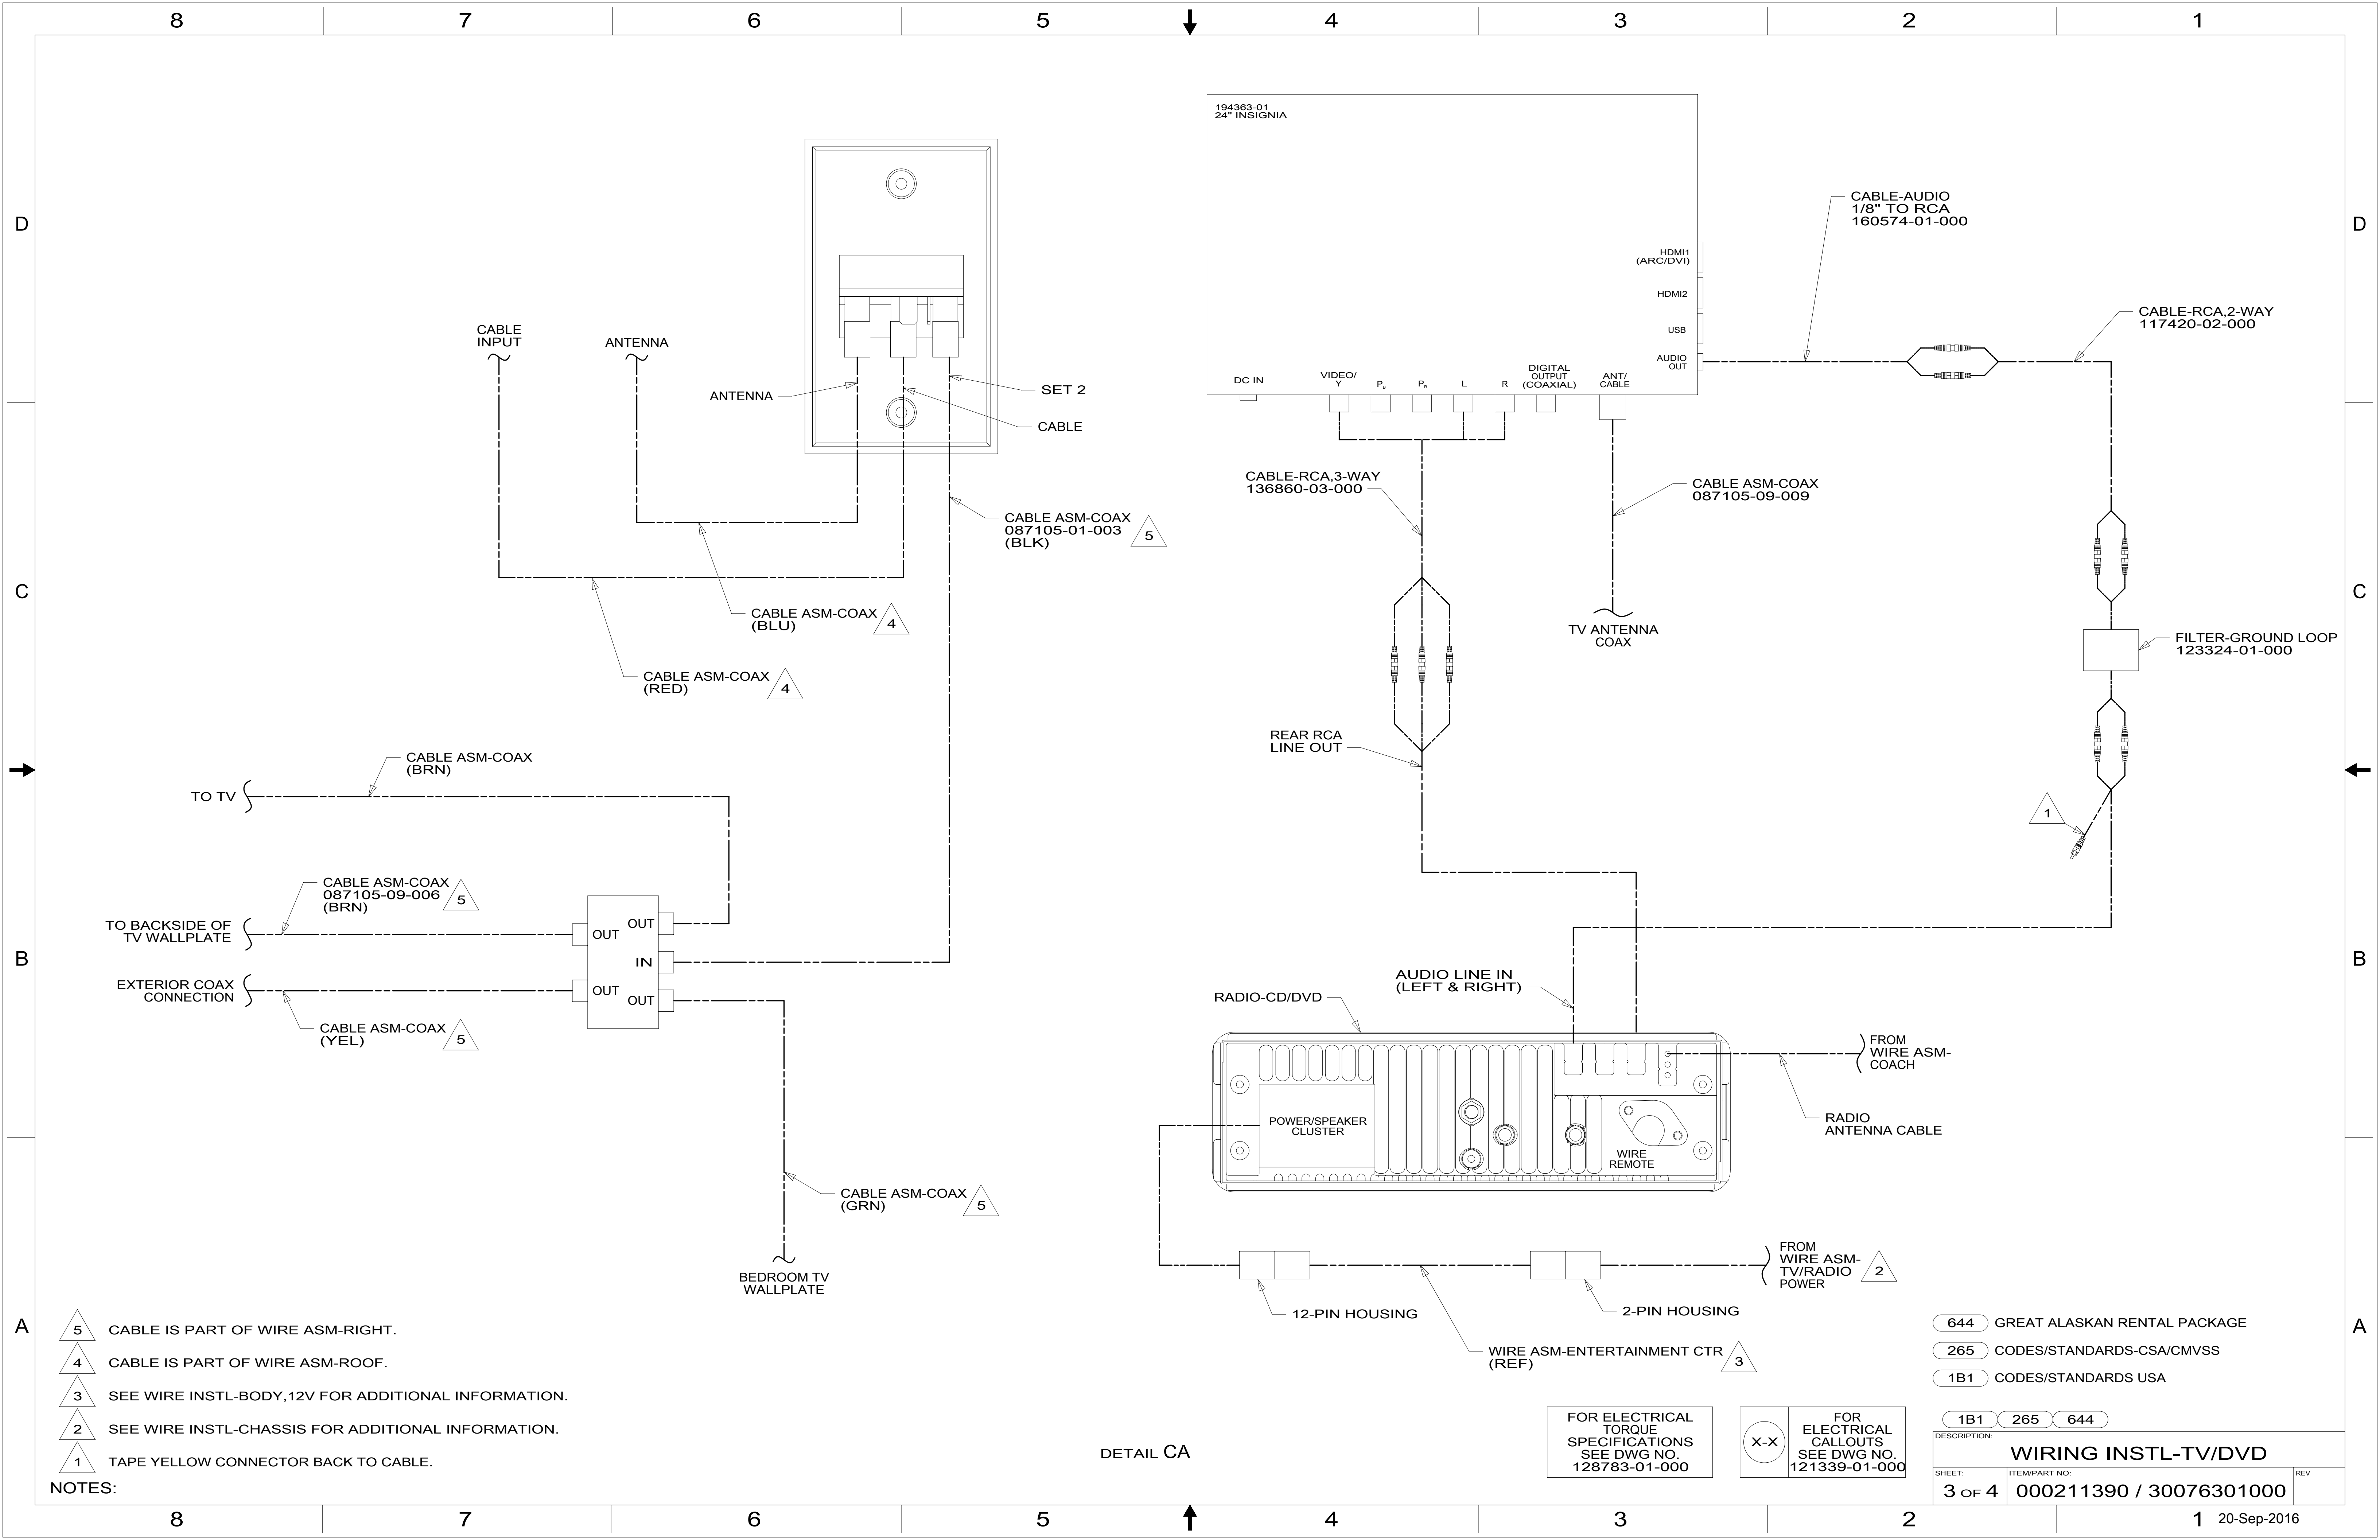 8 7 6 5 4 3 2 1
D
C
B
A
CABLE
INPUT
ANTENNA
ANTENNA
SET 2
CABLE
CABLE ASM-COAX
087105-01-003
(BLK)
5
CABLE ASM-COAX
(BLU)
4
CABLE ASM-COAX
(RED)
4
CABLE ASM-COAX
(BRN)
TO TV
CABLE ASM-COAX
087105-09-006
(BRN)
5
TO BACKSIDE OF
TV WALLPLATE
EXTERIOR COAX
CONNECTION
CABLE ASM-COAX
(YEL)
5
OUT
OUT
IN
OUT
OUT
CABLE ASM-COAX
(GRN)
5
BEDROOM TV
WALLPLATE
194363-01
24" INSIGNIA
HDMI1
(ARC/DVI)
HDMI2
USB
AUDIO
OUT
DC IN
VIDEO/
Y
PB
PR
L
R
DIGITAL
OUTPUT
(COAXIAL)
ANT/
CABLE
CABLE-AUDIO
1/8" TO RCA
160574-01-000
CABLE-RCA,2-WAY
117420-02-000
CABLE-RCA,3-WAY
136860-03-000
CABLE ASM-COAX
087105-09-009
TV ANTENNA
COAX
FILTER-GROUND LOOP
123324-01-000
REAR RCA
LINE OUT
1
AUDIO LINE IN
(LEFT & RIGHT)
RADIO-CD/DVD
FROM
WIRE ASM-
COACH
RADIO
ANTENNA CABLE
POWER/SPEAKER
CLUSTER
WIRE
REMOTE
FROM
WIRE ASM-
TV/RADIO
POWER
2
12-PIN HOUSING
2-PIN HOUSING
WIRE ASM-ENTERTAINMENT CTR
(REF)
3
5 CABLE IS PART OF WIRE ASM-RIGHT.
4 CABLE IS PART OF WIRE ASM-ROOF.
3 SEE WIRE INSTL-BODY,12V FOR ADDITIONAL INFORMATION.
2 SEE WIRE INSTL-CHASSIS FOR ADDITIONAL INFORMATION.
1 TAPE YELLOW CONNECTOR BACK TO CABLE.
NOTES:
DETAIL CA
FOR ELECTRICAL
TORQUE
SPECIFICATIONS
SEE DWG NO.
128783-01-000
X-X
FOR
ELECTRICAL
CALLOUTS
SEE DWG NO.
121339-01-000
644 GREAT ALASKAN RENTAL PACKAGE
265 CODES/STANDARDS-CSA/CMVSS
1B1 CODES/STANDARDS USA
1B1 265 644
DESCRIPTION:
WIRING INSTL-TV/DVD
SHEET:
3 OF 4
ITEM/PART NO:
000211390 / 30076301000
REV
D
C
B
A
8 7 6 5 4 3 2 1
20-Sep-2016